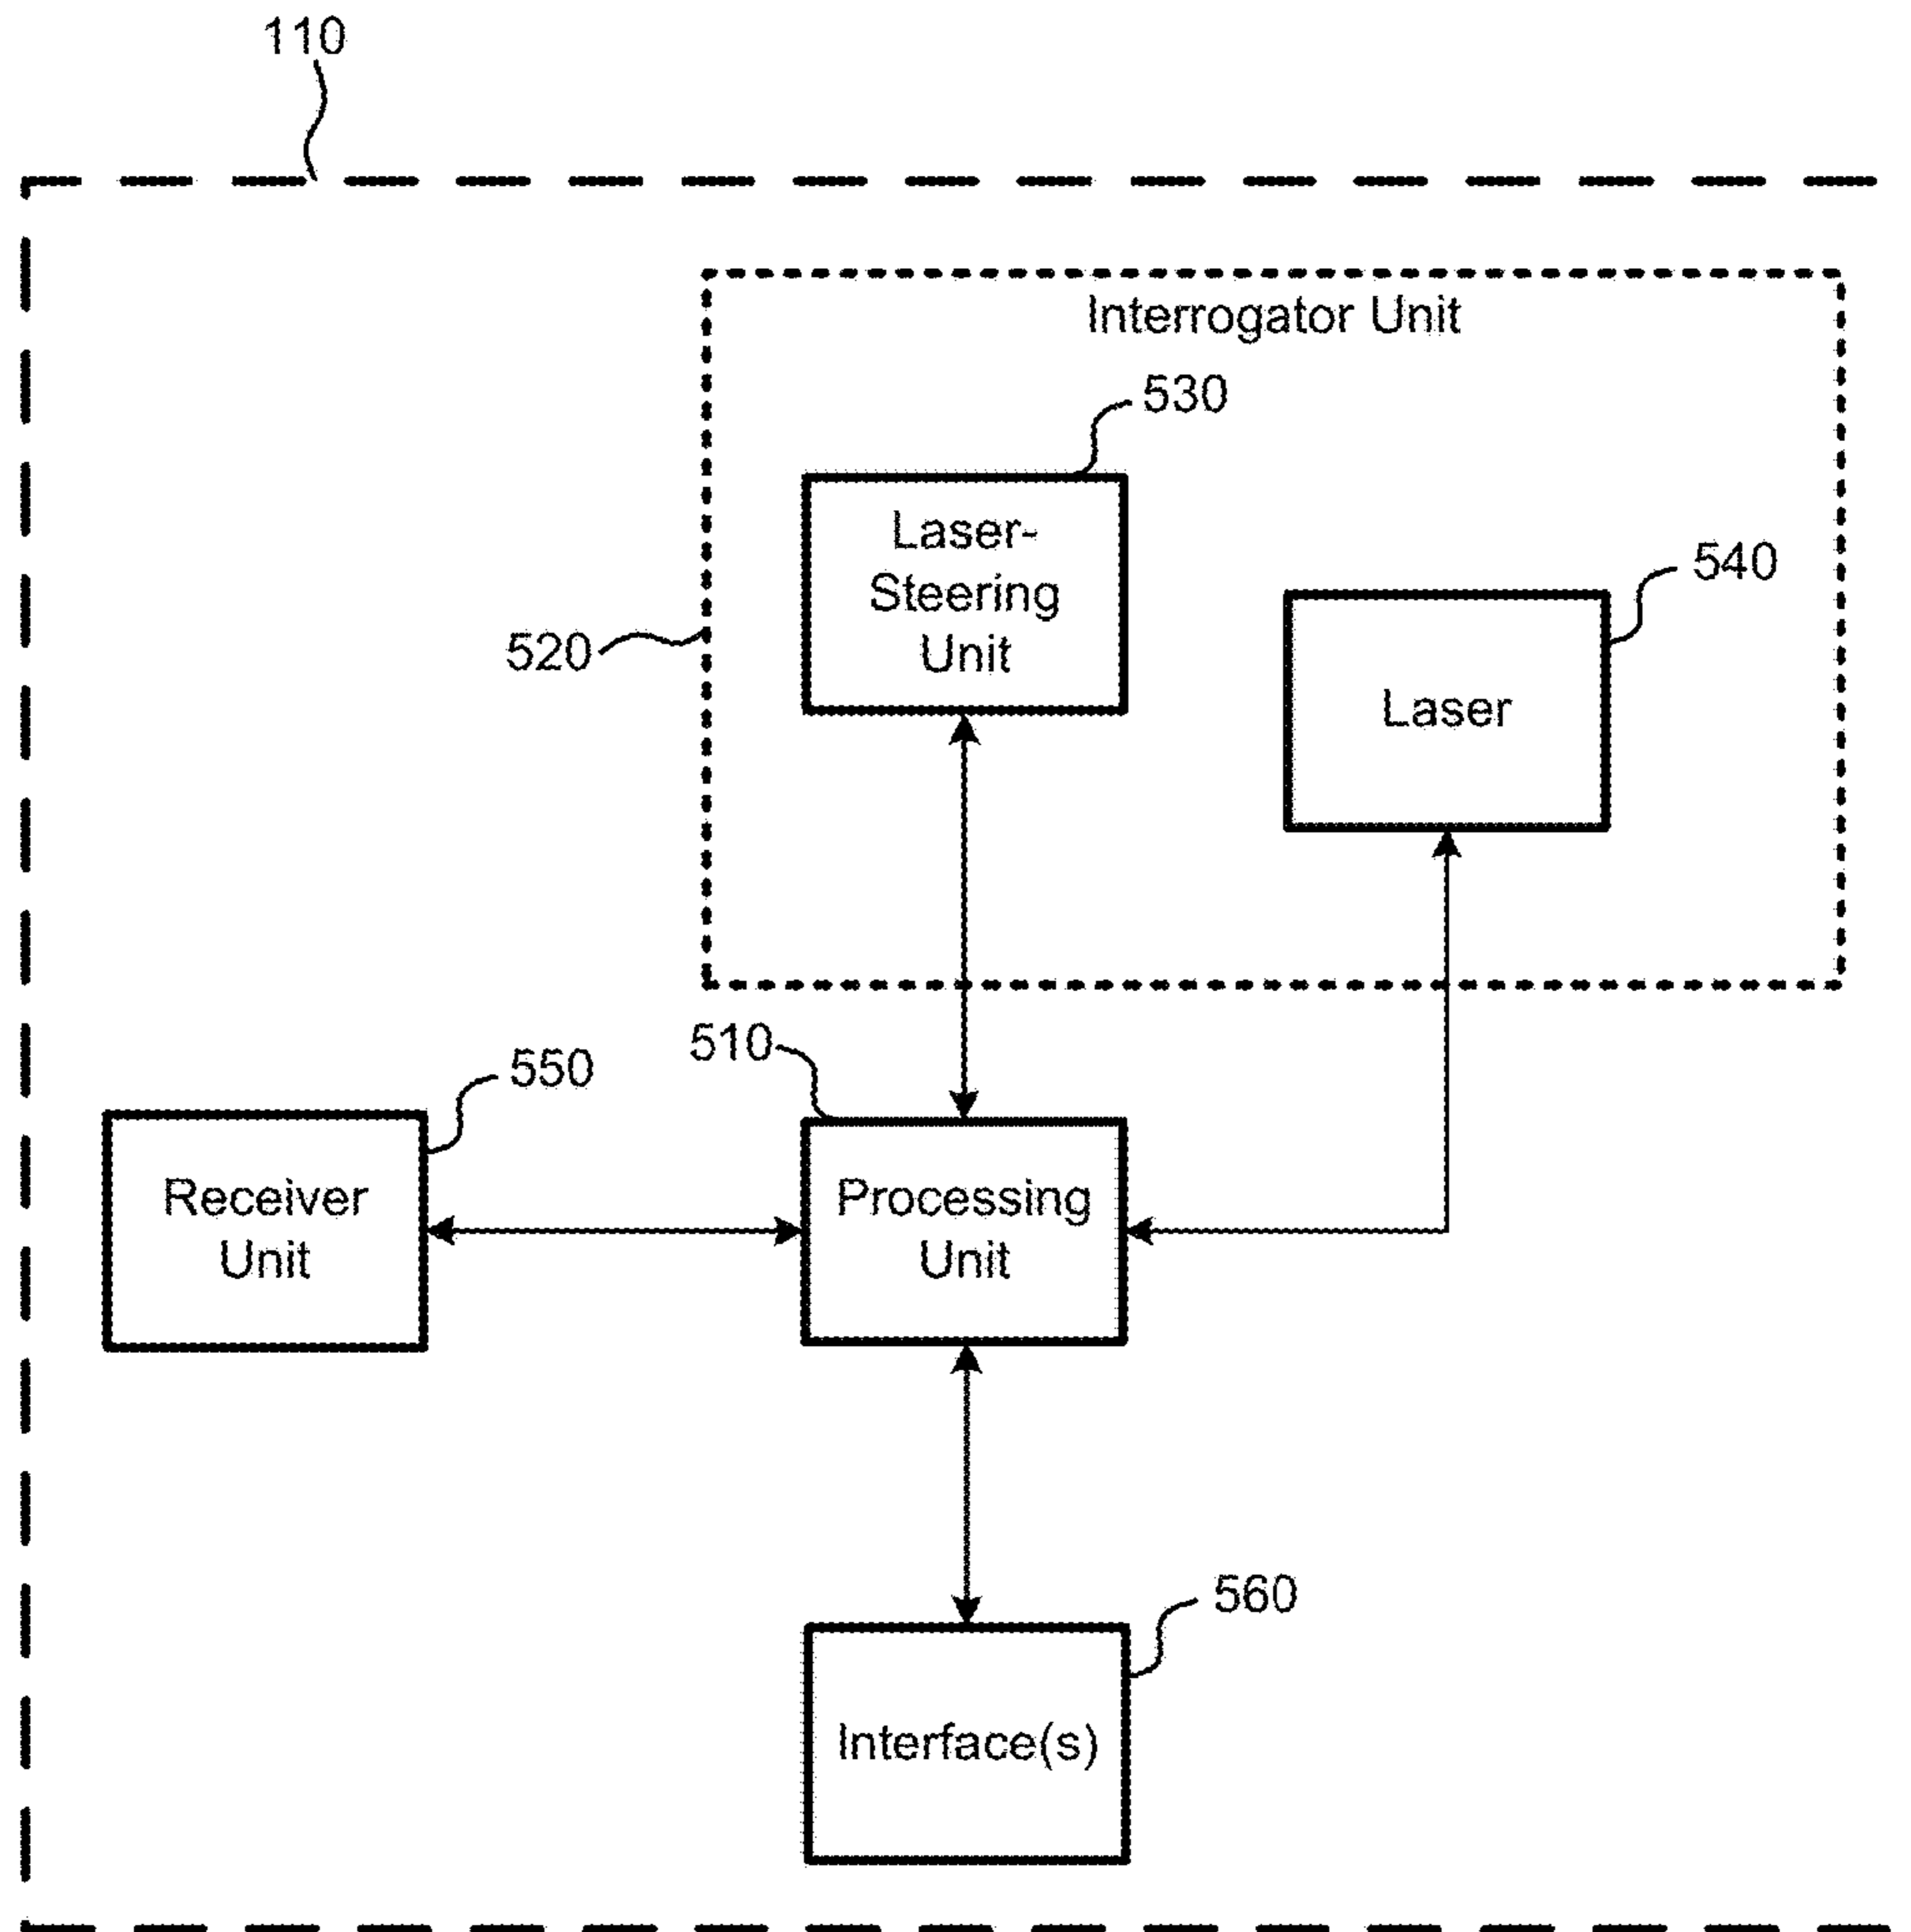 110
Interrogator Unit
530
Laser-
Steering
Unit
540
Laser
520
510
550
Receiver
Unit
Processing
Unit
560
Interface(s)